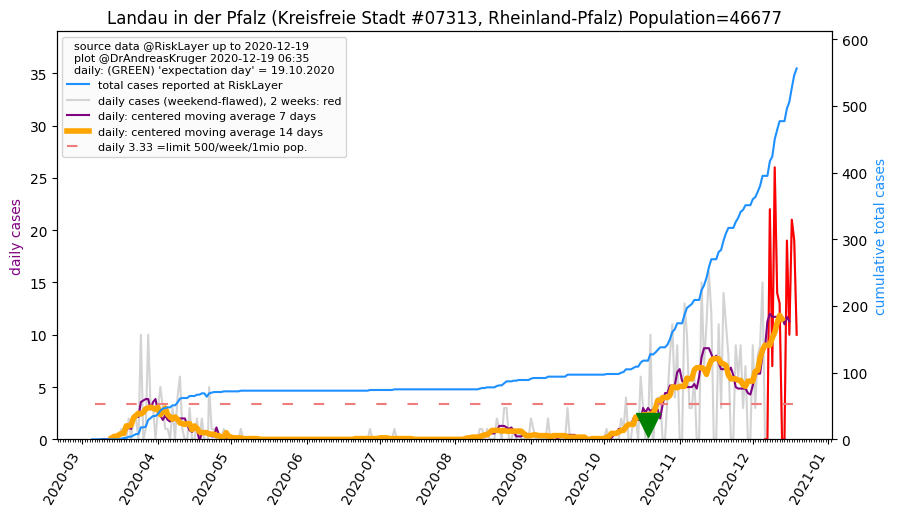 Landau in der Pfalz (Kreisfreie Stadt #07313, Rheinland-Pfalz) Population=46677
source data @RiskLayer up to 2020-12-19
plot @DrAndreasKruger 2020-12-19 06:35
daily: (GREEN) 'expectation day' = 19.10.2020
total cases reported at RiskLayer
daily cases (weekend-flawed), 2 weeks: red
daily: centered moving average 7 days
daily: centered moving average 14 days
daily 3.33 =limit 500/week/1mio pop.
daily cases
35
30
25
20
15
10
5
0
cumulative total cases
600
500
400
300
200
100
0
2020-03
2020-04
2020-05
2020-06
2020-07
2020-08
2020-09
2020-10
2020-11
2020-12
2021-01